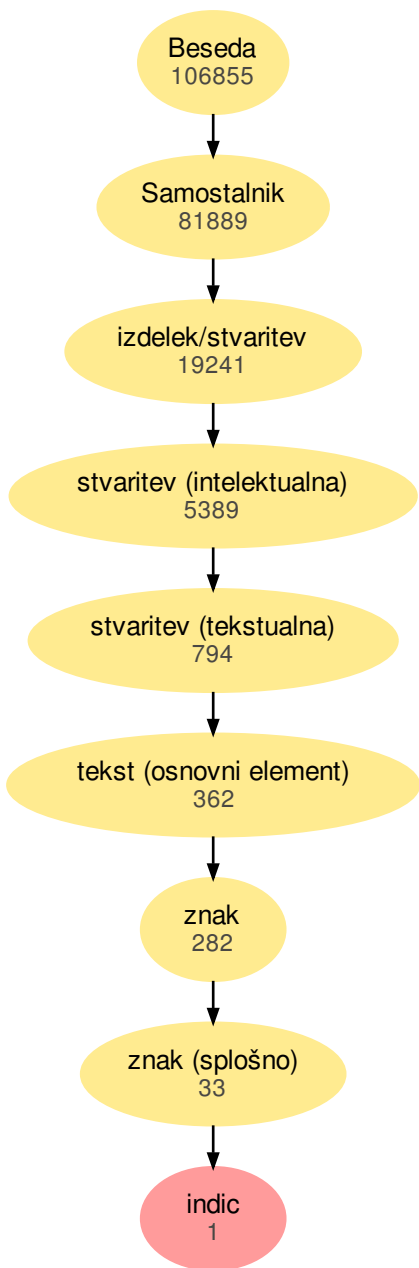 Beseda
106855
Samostalnik
81889
izdelek/stvaritev
19241
stvaritev (intelektualna)
5389
stvaritev (tekstualna)
794
tekst (osnovni element)
362
znak
282
znak (splošno)
33
indic
1